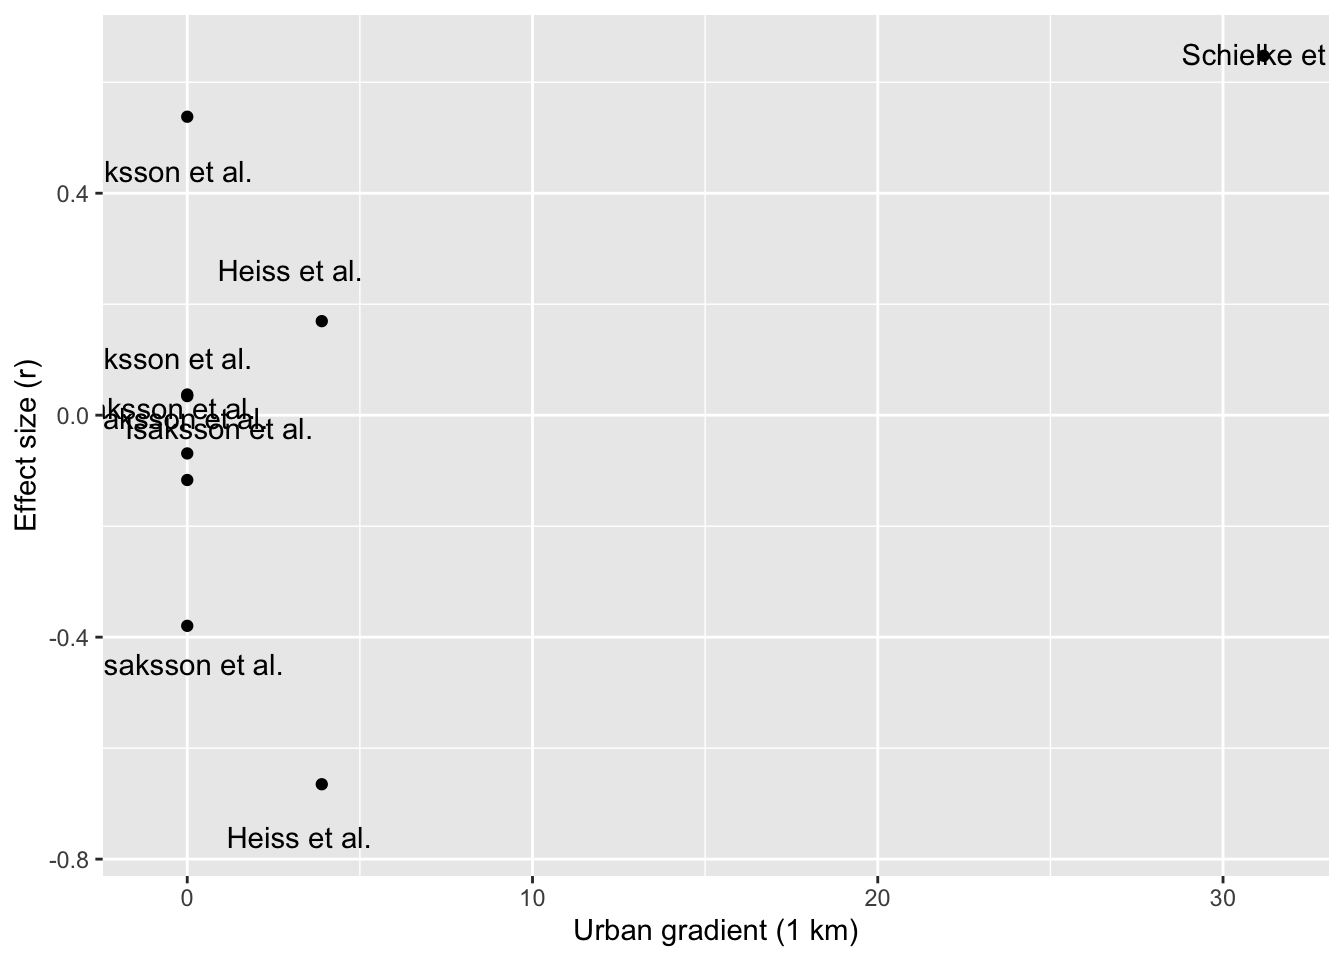 Schielke et
ksson et al.
0.4
Heiss et al.
ksson et al.
ksson et al.
0.0
aksson et al.
Isaksson et al.
Effect size (r)
-0.4
saksson et al.
Heiss et al.
-0.8
0 10 20 30
Urban gradient (1 km)